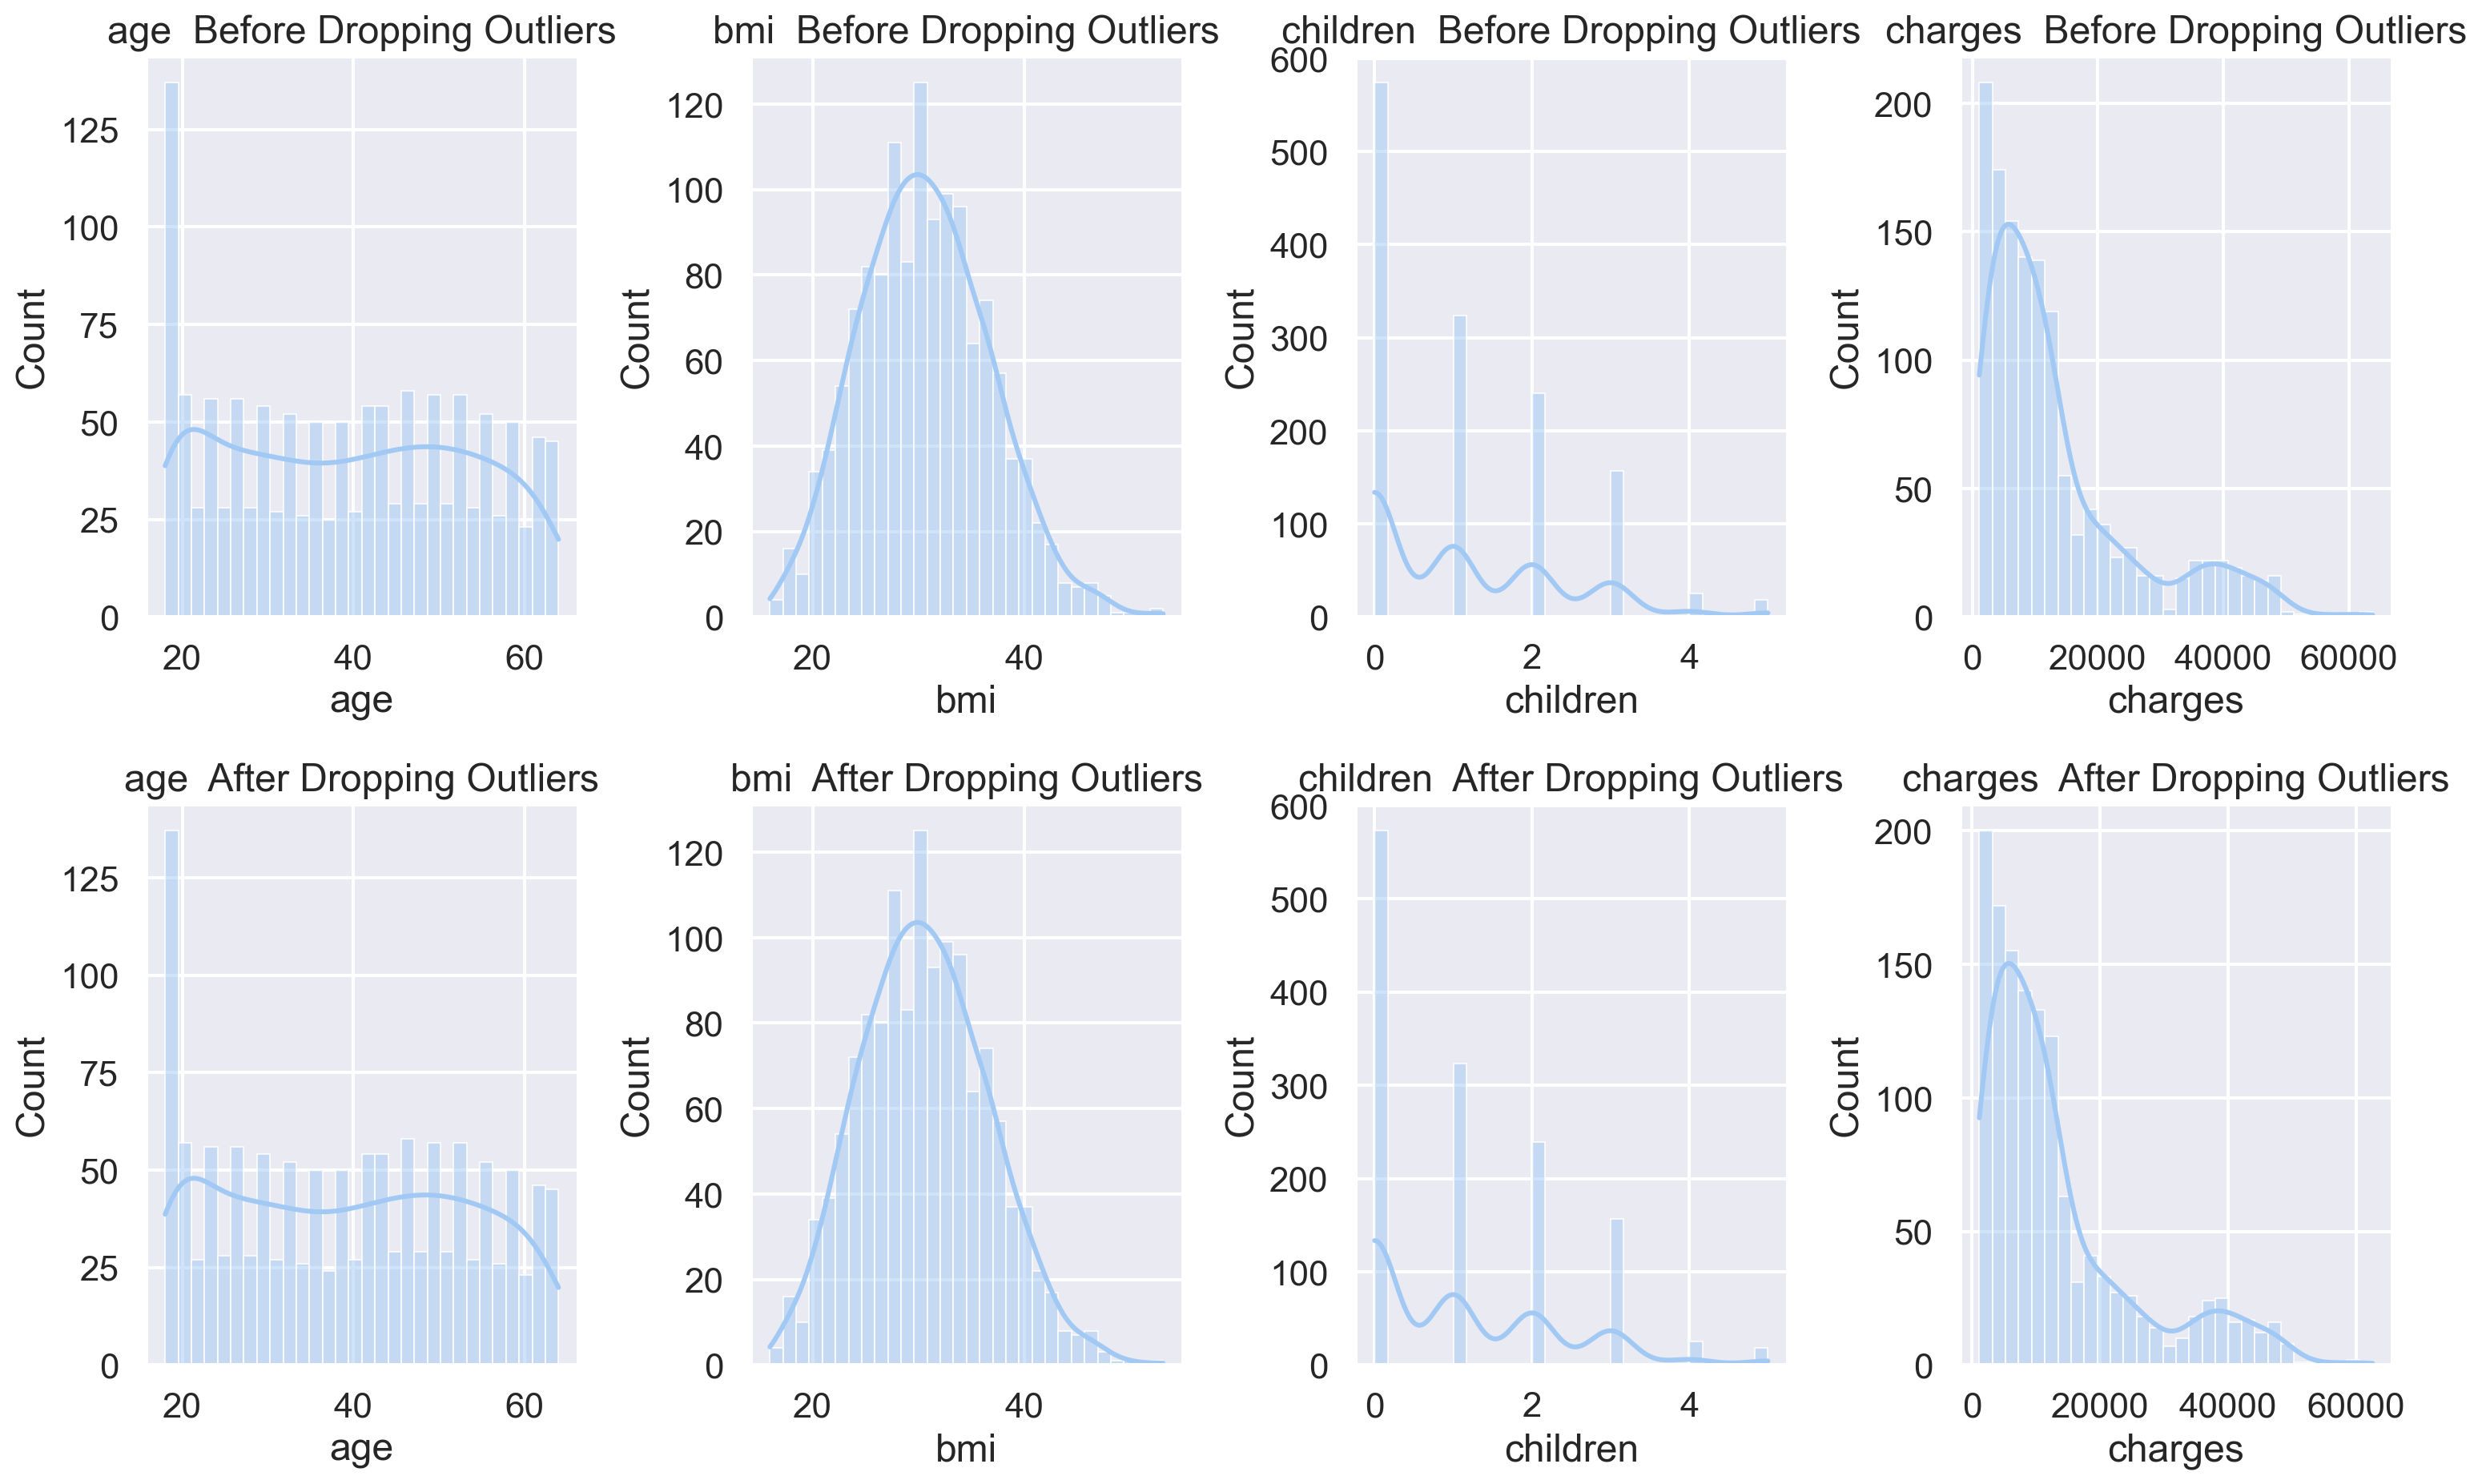 age  Before Dropping Outliers
125
100
75
50
25
0
Count
20 40 60
age
bmi  Before Dropping Outliers
120
100
80
60
40
20
0
Count
20 40
bmi
children  Before Dropping Outliers
600
500
400
300
200
100
0
Count
0 2 4
children
charges  Before Dropping Outliers
200
150
100
50
0
Count
0 20000 40000 60000
charges
age  After Dropping Outliers
125
100
75
50
25
0
Count
20 40 60
age
bmi  After Dropping Outliers
120
100
80
60
40
20
0
Count
20 40
bmi
children  After Dropping Outliers
600
500
400
300
200
100
0
Count
0 2 4
children
charges  After Dropping Outliers
200
150
100
50
0
Count
0 20000 40000 60000
charges